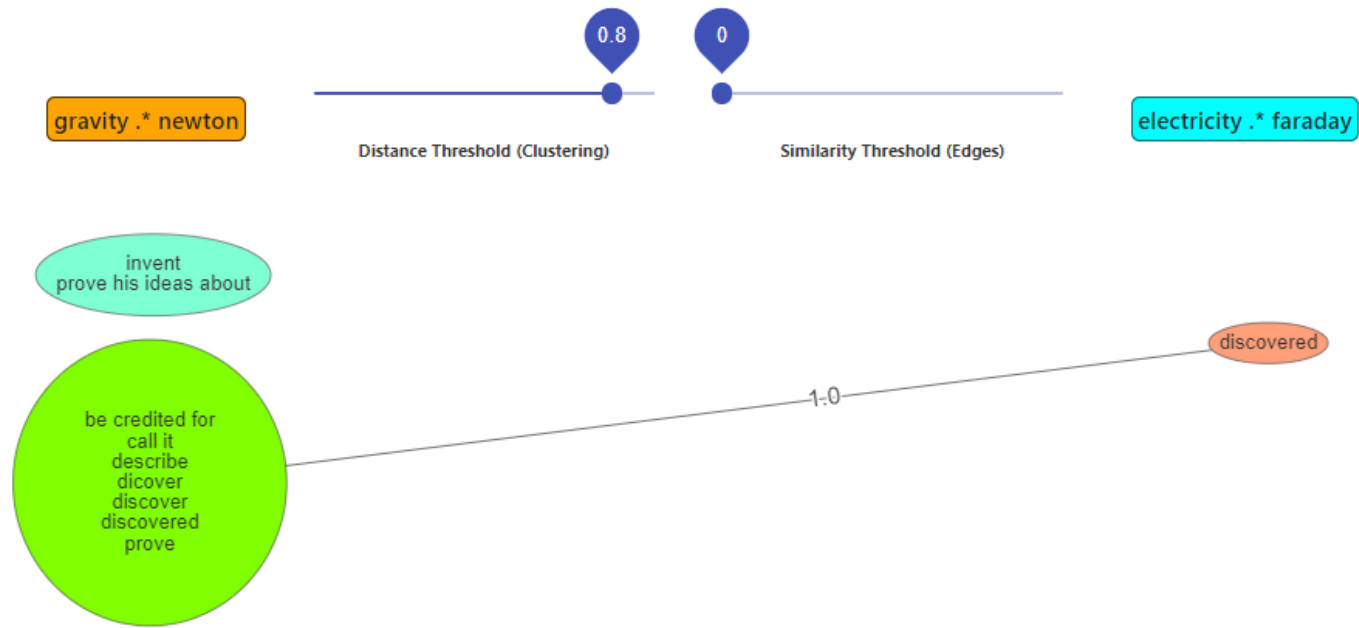 0.8
0
gravity .* newton
electricity .* faraday
Distance Threshold (Clustering)
Similarity Threshold (Edges)
invent
prove his ideas about
discovered
1.0
be credited for
call it
describe
dicover
discover
discovered
prove